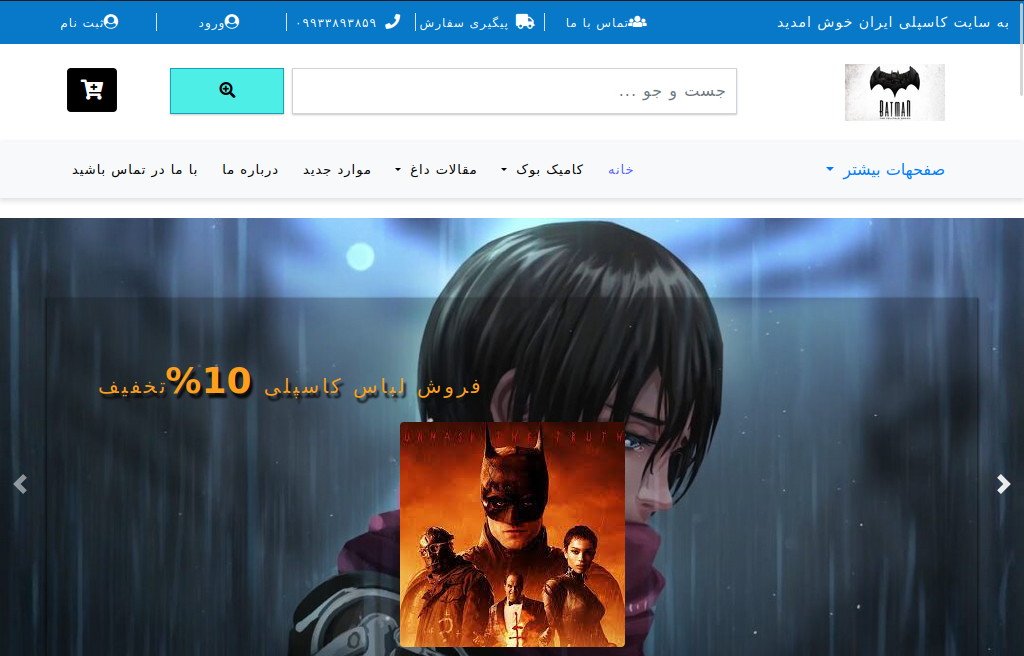 به سایت کاسپلی ایران خوش امدید
تماس با ما
پیگیری سفارش
۰۹۹۳۳۸۹۳۸۵۹
ورود
ثبت نام
BATMAN
جست و جو ...
صفحهات بیشتر
خانه
کامیک بوک
مقالات داغ
موارد جدید
درباره ما
با ما در تماس باشید
فروش لباس کاسپلی 10%تخفیف
UNMASK THE TRUTH